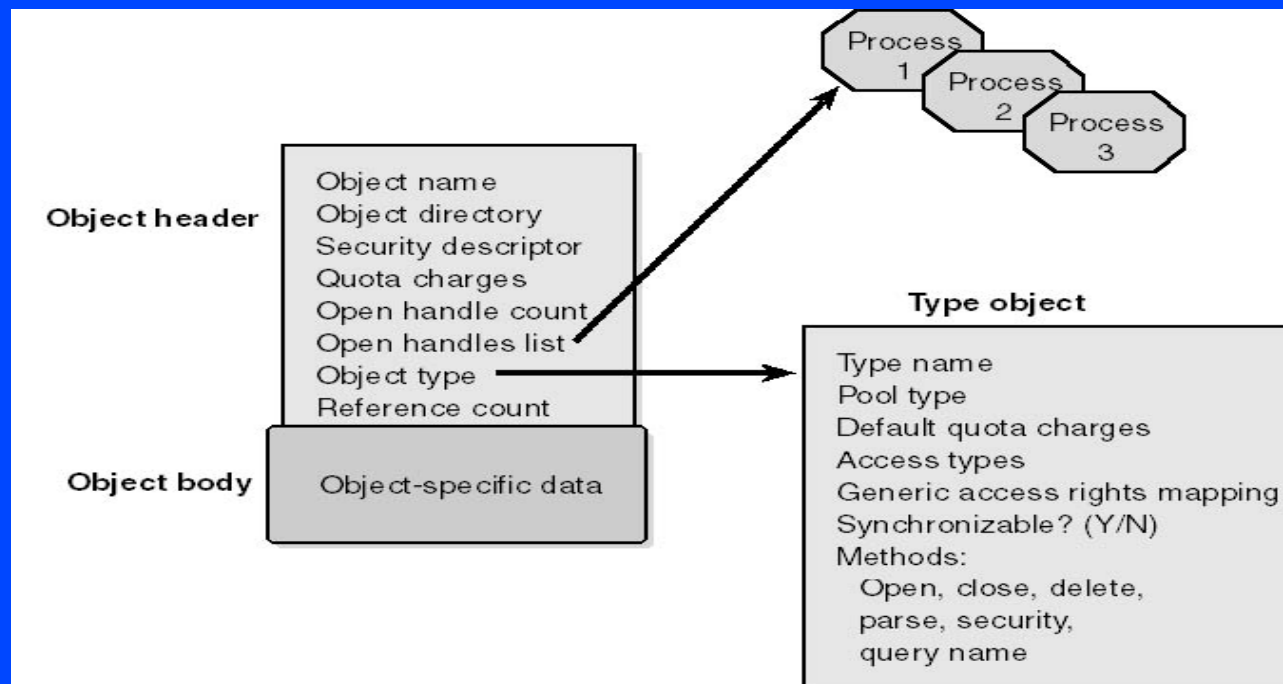 Process
1
Process
2
Process
3
Object header
Object name
Object directory
Security descriptor
Quota charges
Open handle count
Open handles list
Object type
Reference count
Object body
Object-specific data
Type object
Type name
Pool type
Default quota charges
Access types
Generic access rights mapping
Synchronizable? (Y/N)
Methods:
Open, close, delete,
parse, security,
query name